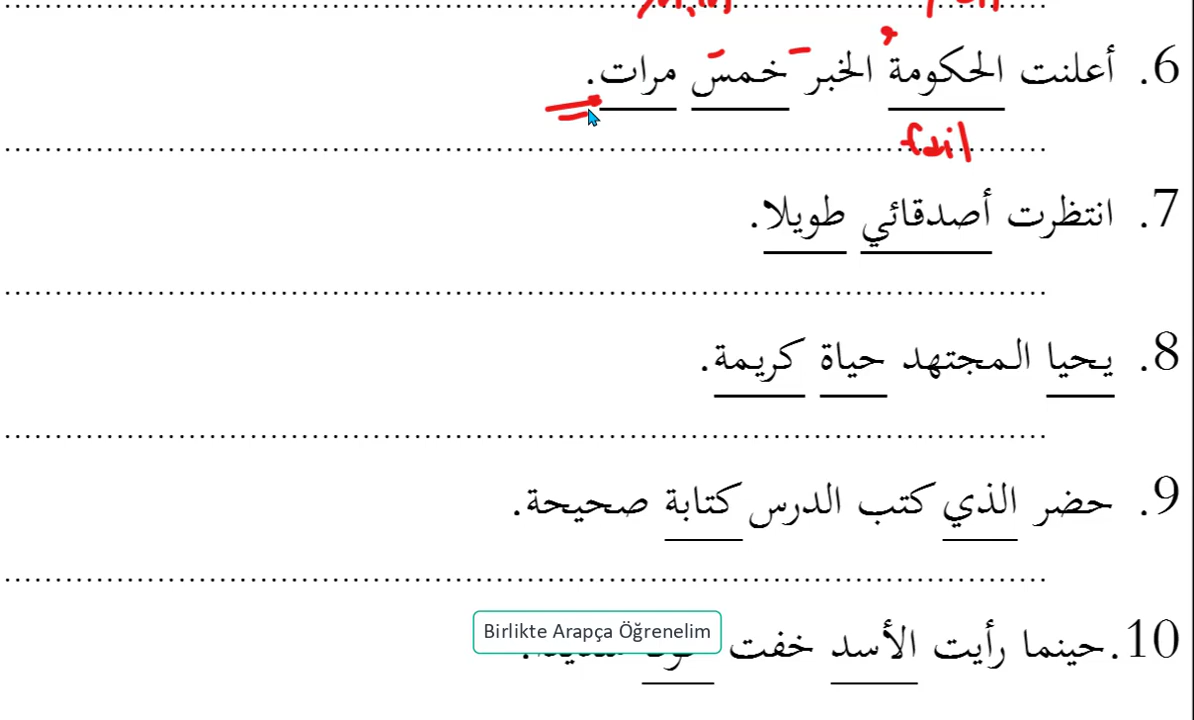 6. أعلنت الحكومة الخبر خمس مرات.
fail
7. انتظرت أصدقائي طويلا.
8. يحيا المجتهد حياة كريمة.
9. حضر الذي كتب الدرس كتابة صحيحة.
10. حينما رأيت الأسد خفت
Birlikte Arapça Öğrenelim